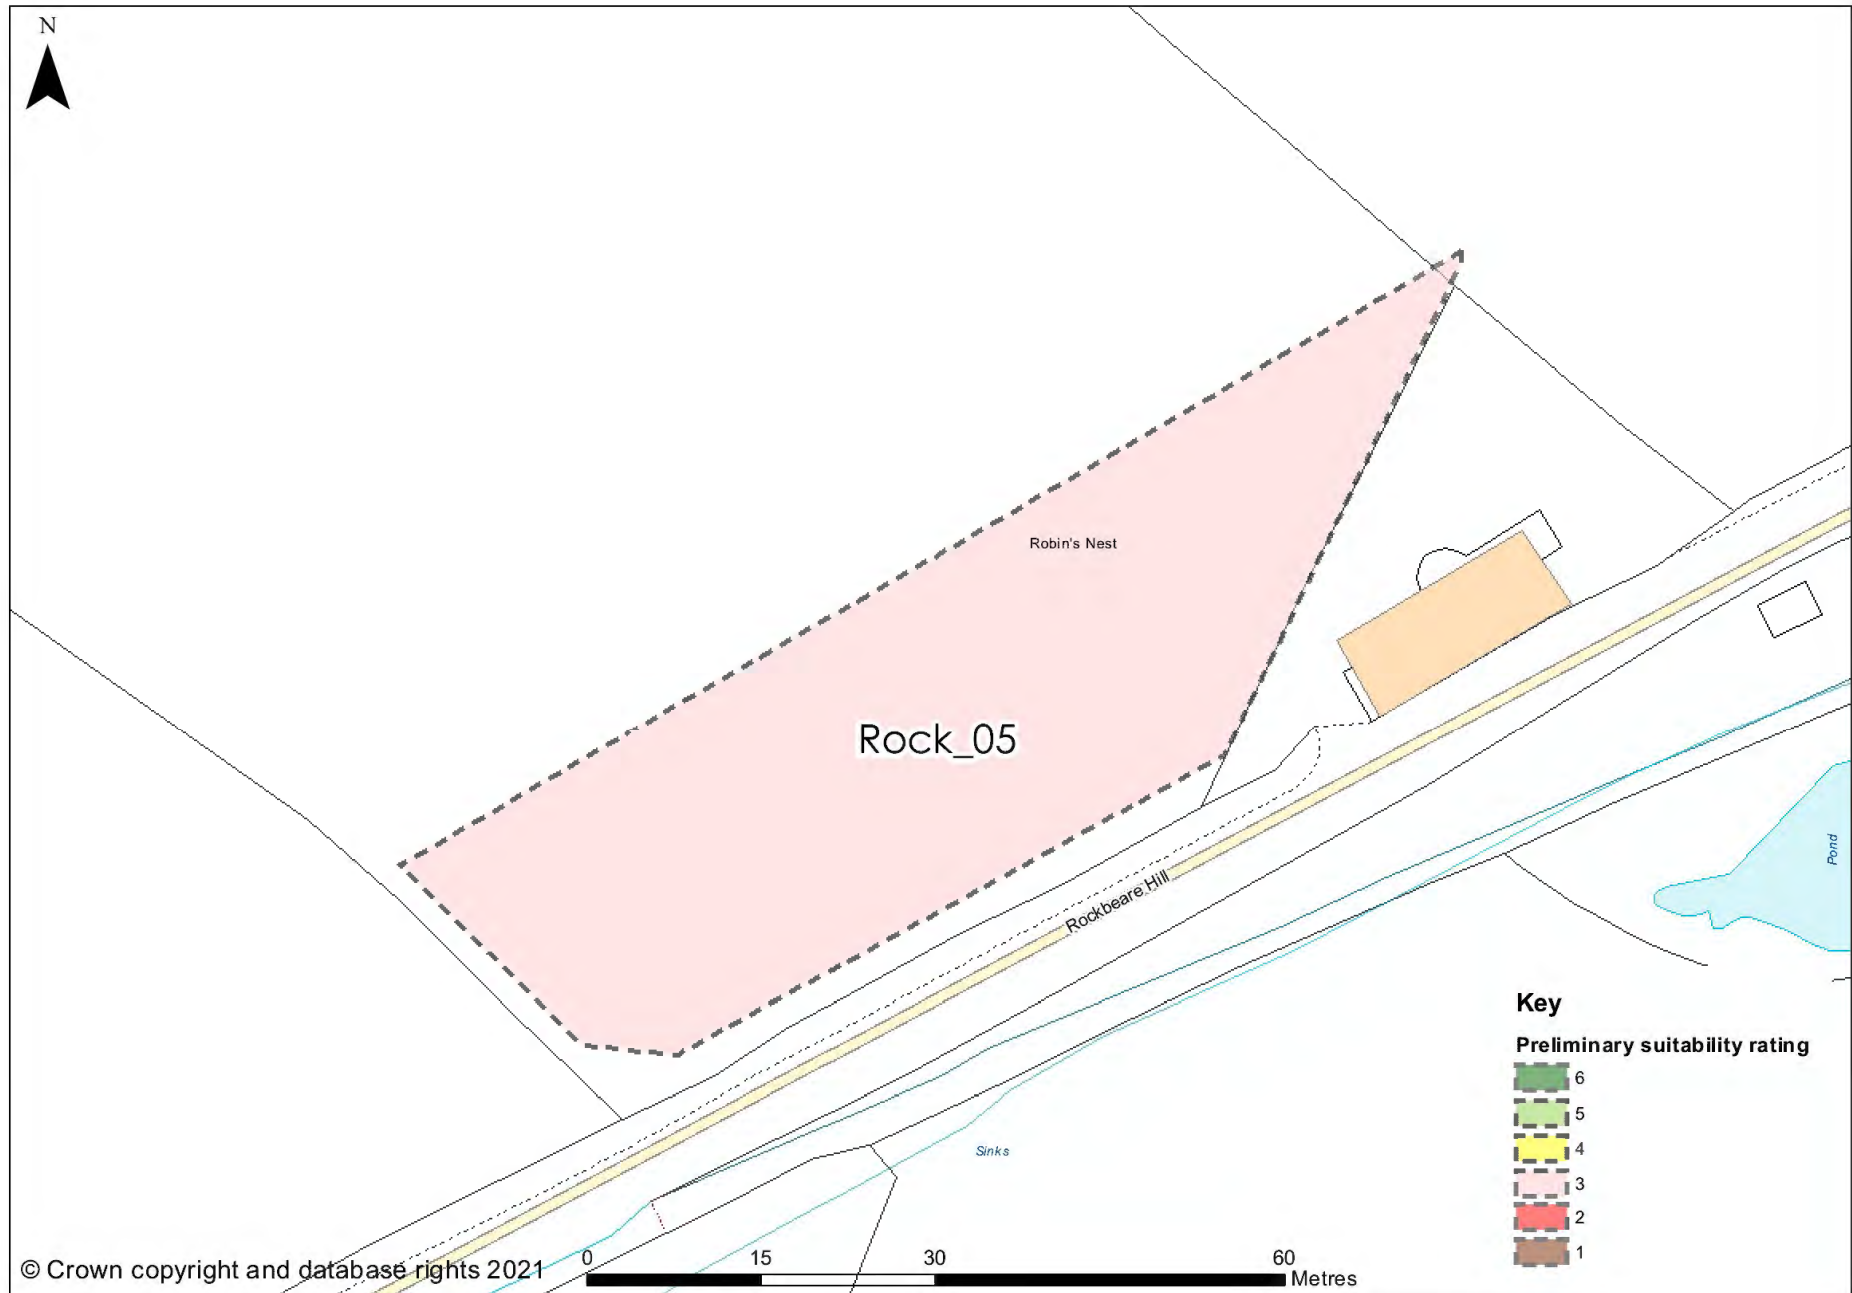 N
Robin's Nest
Rock_05
Rockbeare Hill
Pond
Key
Preliminary suitability rating
6
5
4
3
2
1
Sinks
0 15 30 60
Metres
© Crown copyright and database rights 2021